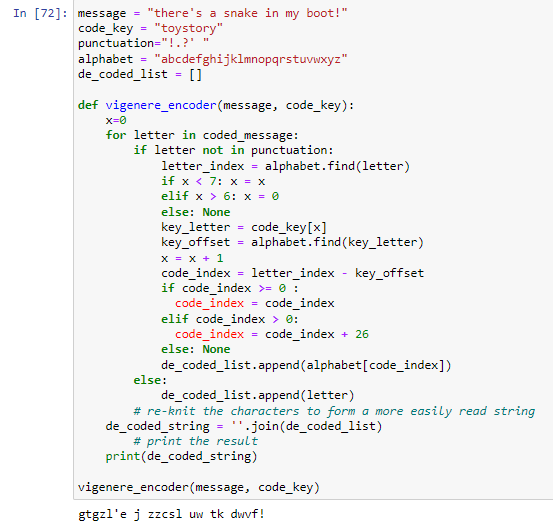 In [72]: message = "there's a snake in my boot!"
code_key = "toystory"
punctuation="!.?' "
alphabet = "abcdefghijklmnopqrstuvwxyz"
de_coded_list = []

def vigenere_encoder(message, code_key):
    x=0
    for letter in coded_message:
        if letter not in punctuation:
            letter_index = alphabet.find(letter)
            if x < 7: x = x
            elif x > 6: x = 0
            else: None
            key_letter = code_key[x]
            key_offset = alphabet.find(key_letter)
            x = x + 1
            code_index = letter_index - key_offset
            if code_index >= 0 :
              code_index = code_index
            elif code_index > 0:
              code_index = code_index + 26
            else: None
            de_coded_list.append(alphabet[code_index])
        else:
            de_coded_list.append(letter)
        # re-knit the characters to form a more easily read string
    de_coded_string = ''.join(de_coded_list)
        # print the result
    print(de_coded_string)

vigenere_encoder(message, code_key)
gtgzl'e j zzcsl uw tk dwvf!